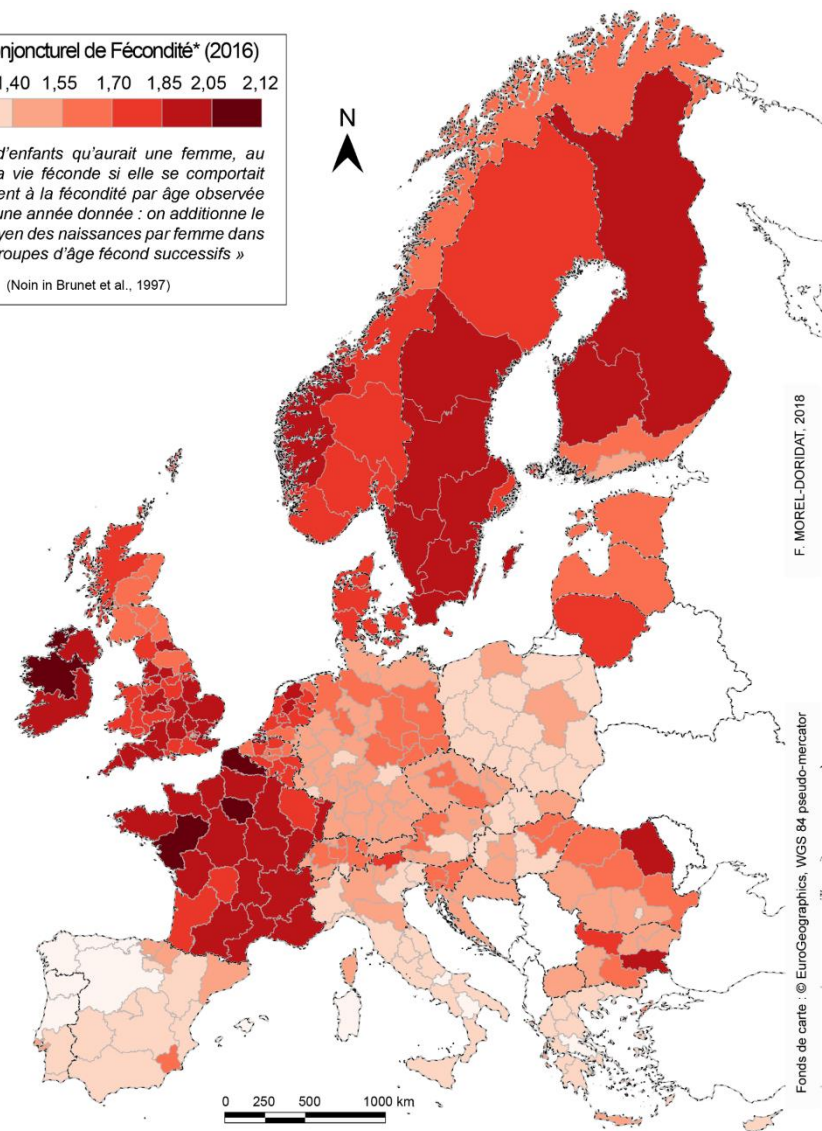 njoncturel de Fécondité* (2016)
1,40 1,55 1,70 1,85 2,05 2,12
d'enfants qu'aurait une femme, au
a vie féconde si elle se comportait
ent à la fécondité par âge observée
une année donnée : on additionne le
yen des naissances par femme dans
roupes d'âge fécond successifs »
(Noin in Brunet et al., 1997)
N
F. MOREL-DORIDAT, 2018
Fonds de carte : © EuroGeographics, WGS 84 pseudo-mercator
0 250 500 1000 km